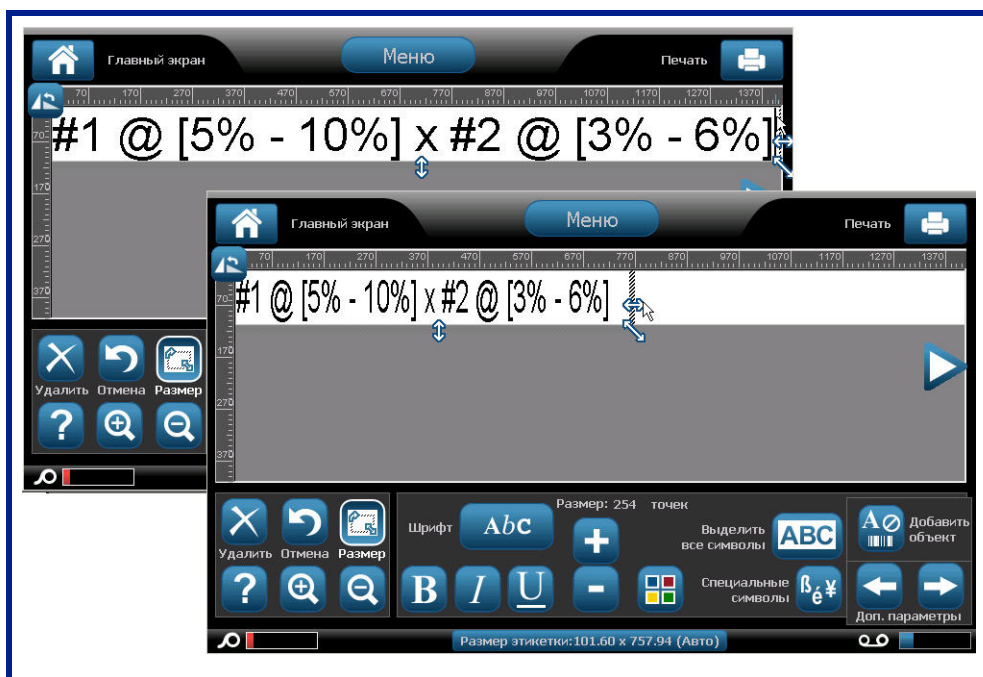 Главный экран
Меню
Печать
70 170 270 370 470 570 670 770 870 970 1070 1170 1270 1370
70
170
270
370
#1 @ [5% - 10%] x #2 @ [3% - 6%]
Удалить Отмена Размер
?
Главный экран
Меню
Печать
70 170 270 370 470 570 670 770 870 970 1070 1170 1270 1370
70
170
270
370
#1 @ [5% - 10%] x #2 @ [3% - 6%]
Удалить Отмена Размер
?
Шрифт
AbC
Размер: 254 точек
+
-
B I U
Выделить
все символы
ABC
Специальные
символы
ß é ¥
A
Добавить
объект
Доп. параметры
Размер этикетки:101.60 x 757.94 (Авто)